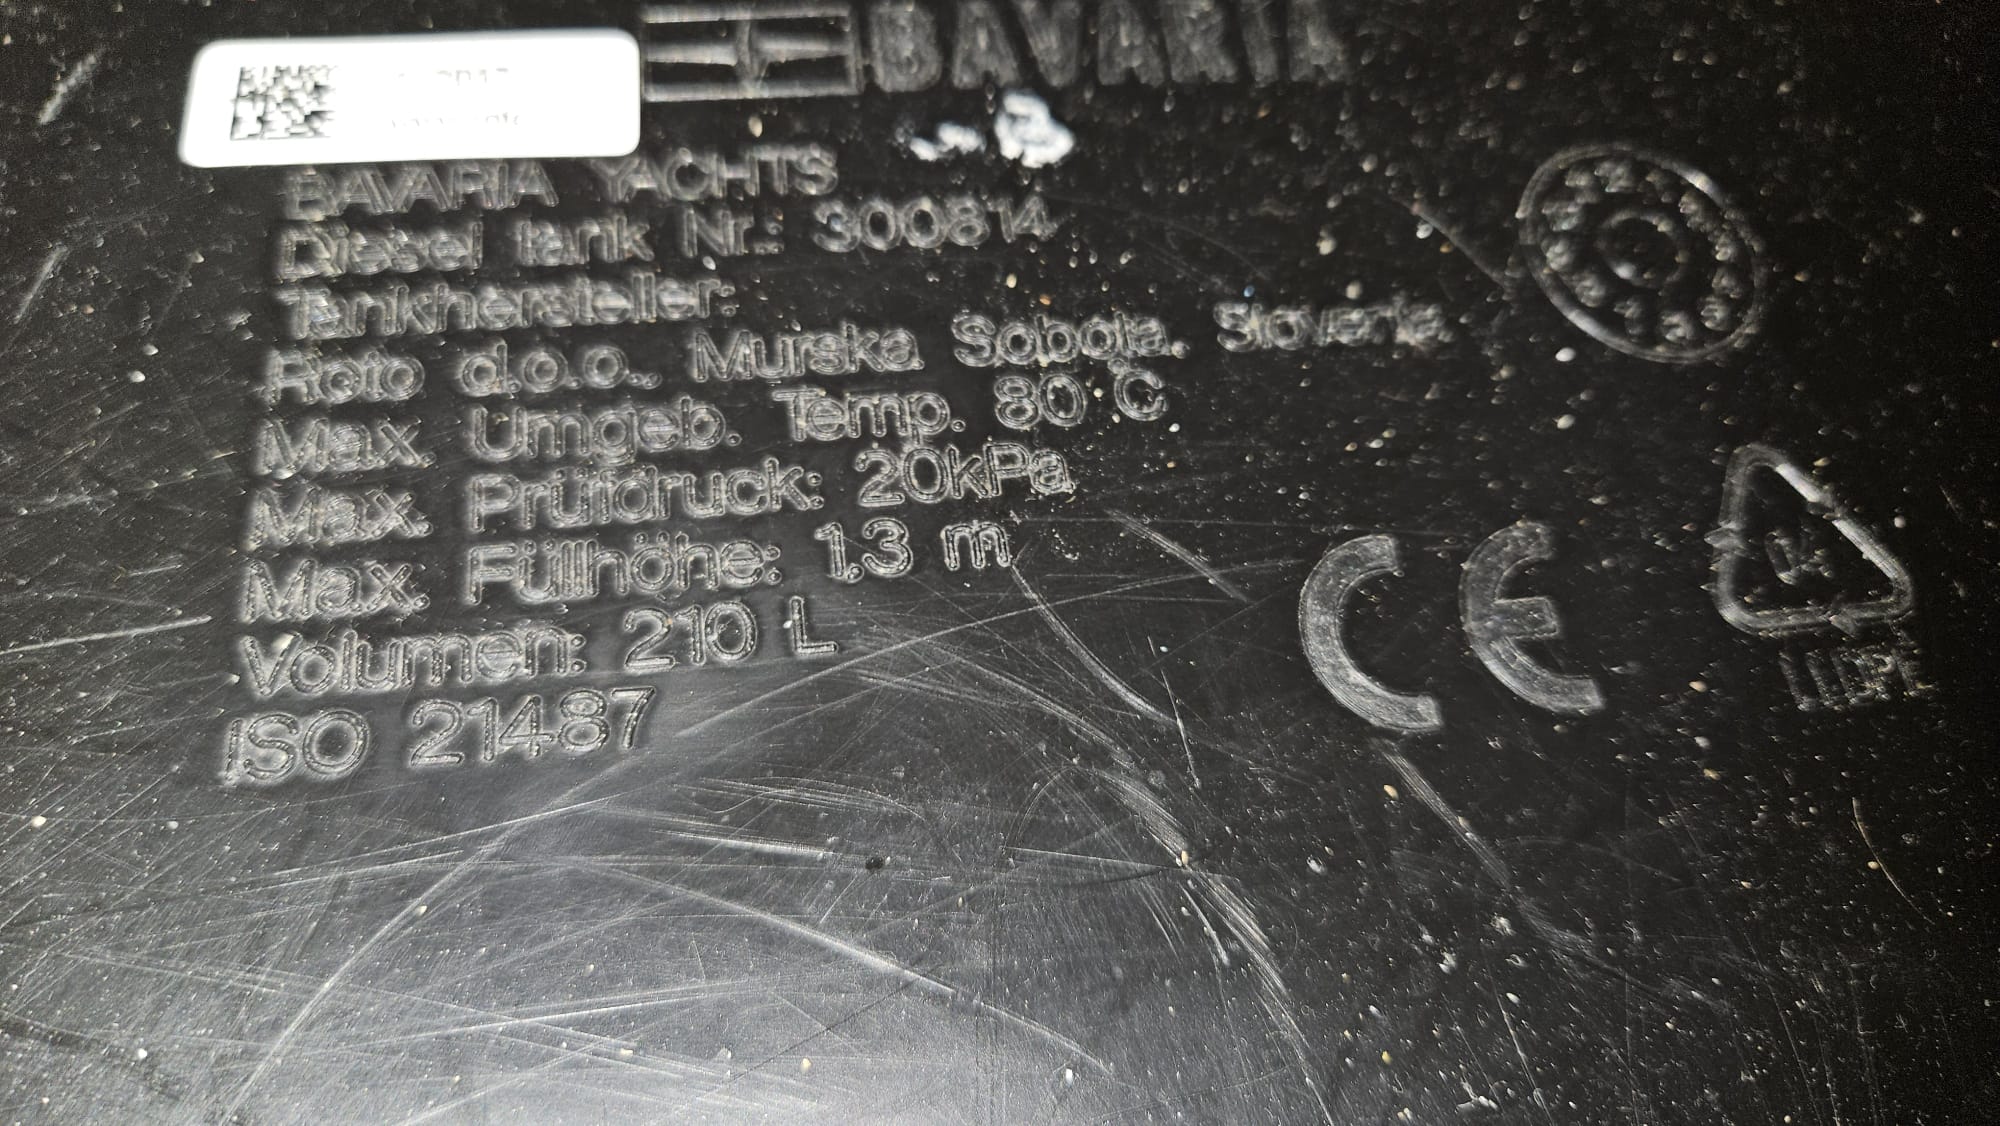 BAVARIA
BAVARIA YACHTS
Diesel tank Nr.: 300814
Tankhersteller:
Roto d.o.o., Murska Sobota, Slovenia
Max. Umgeb. Temp. 80°C
Max. Prüfdruck: 20kPa
Max. Füllhöhe: 1.3 m
Volumen: 210 L
ISO 21487
CE
LLDPE